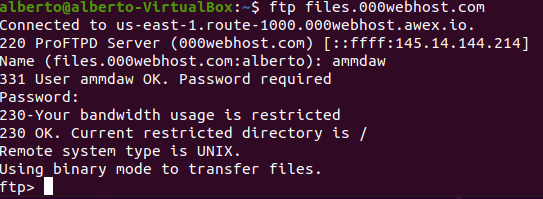 alberto@alberto-VirtualBox:~$ ftp files.000webhost.com
Connected to us-east-1.route-1000.000webhost.awex.io.
220 ProFTPD Server (000webhost.com) [::ffff:145.14.144.214]
Name (files.000webhost.com:alberto): ammdaw
331 User ammdaw OK. Password required
Password:
230-Your bandwidth usage is restricted
230 OK. Current restricted directory is /
Remote system type is UNIX.
Using binary mode to transfer files.
ftp>